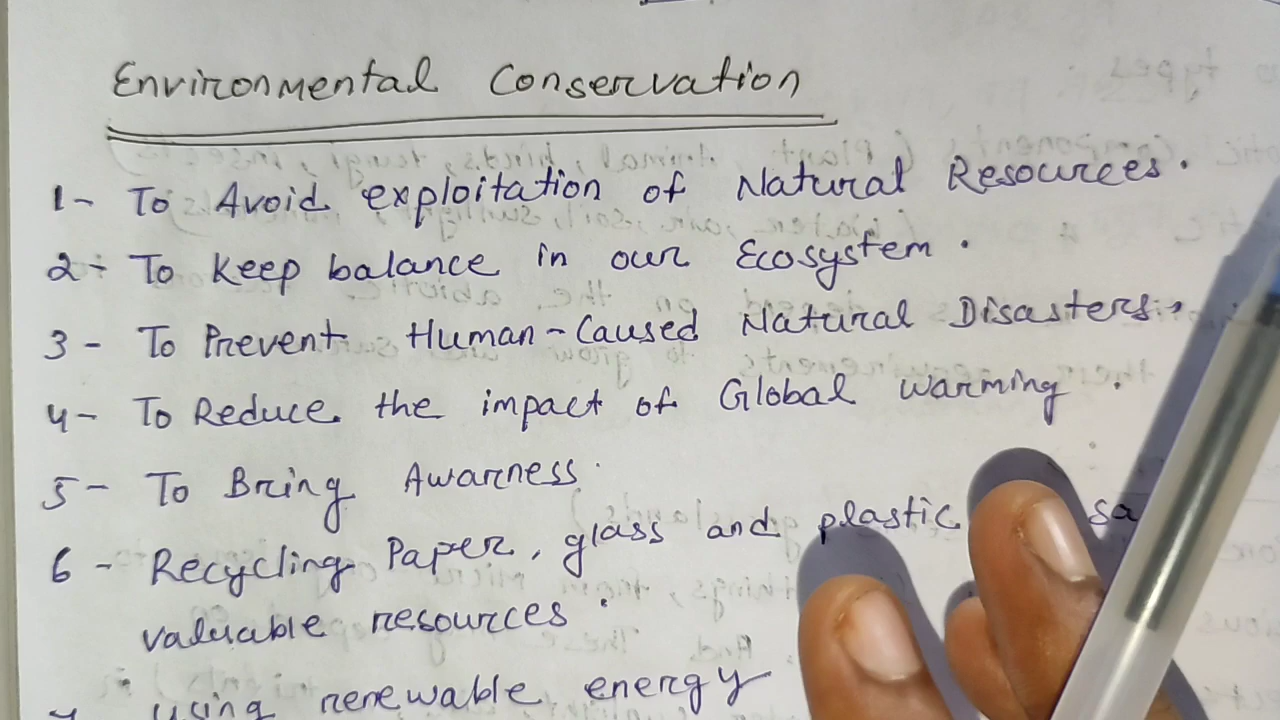 Environmental Conservation
1- To Avoid exploitation of Natural Resources.
2- To Keep balance in our Ecosystem.
3- To Prevent Human-Caused Natural Disasters.
4- To Reduce the impact of Global warming.
5- To Bring Awarness.
6- Recycling Paper, glass and plastic sa
valuable resources.
using renewable energy